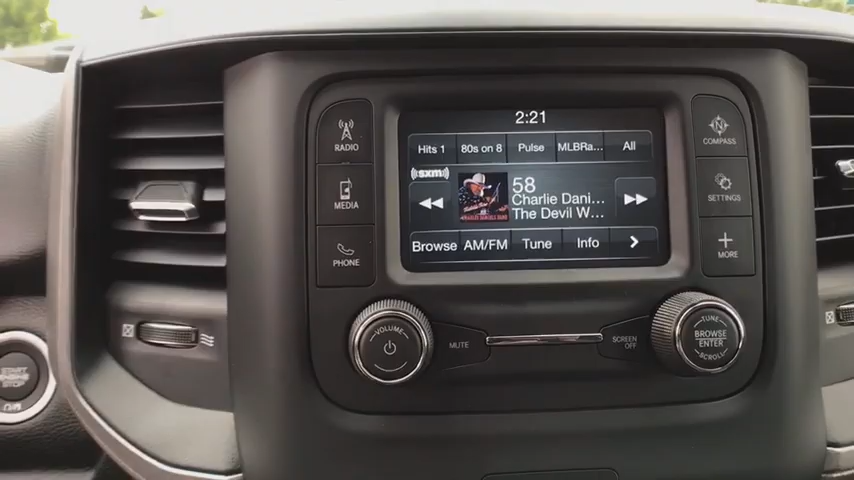 2:21
Hits 1 80s on 8 Pulse MLBRa... All
((sxm))
58
Charlie Dani...
The Devil W...
Browse AM/FM Tune Info
RADIO
MEDIA
PHONE
COMPASS
SETTINGS
MORE
VOLUME
MUTE
SCREEN
OFF
TUNE
BROWSE
ENTER
SCROLL
START
ENGINE
STOP